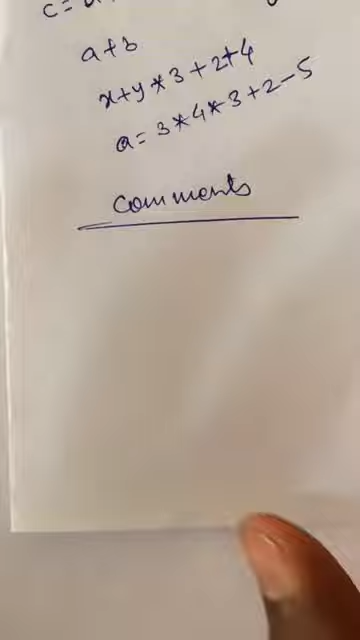 c=
a+b
x+y*3+2+4
a=3*4*3+2-5
comments